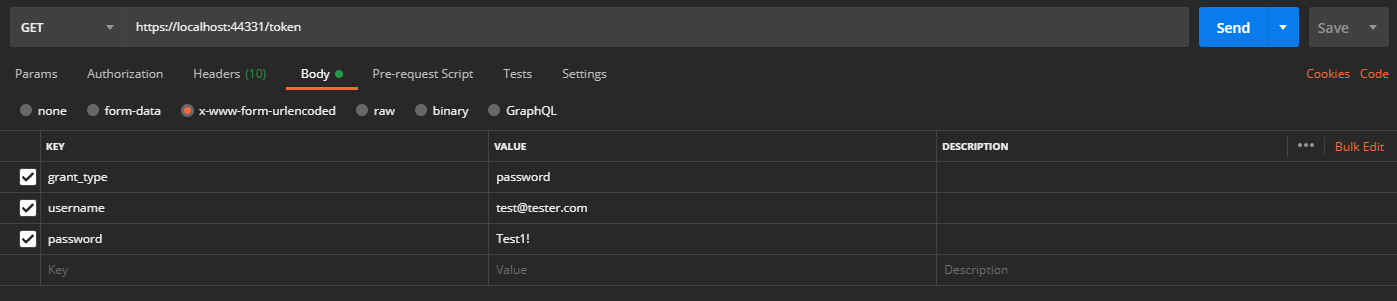 GET https://localhost:44331/token Send Save
Params Authorization Headers (10) Body Pre-request Script Tests Settings Cookies Code
none form-data x-www-form-urlencoded raw binary GraphQL
KEY VALUE DESCRIPTION ••• Bulk Edit
grant_type password
username test@tester.com
password Test1!
Key Value Description